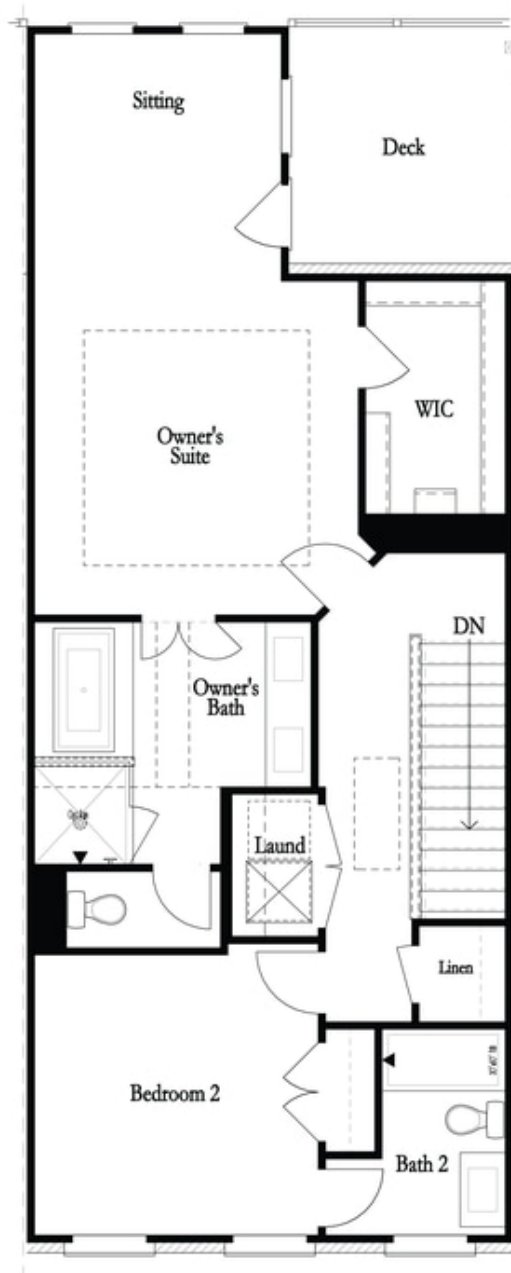 Sitting
Deck
WIC
Owner's
Suite
DN
Owner's
Bath
Laund
Linen
Bedroom 2
Bath 2